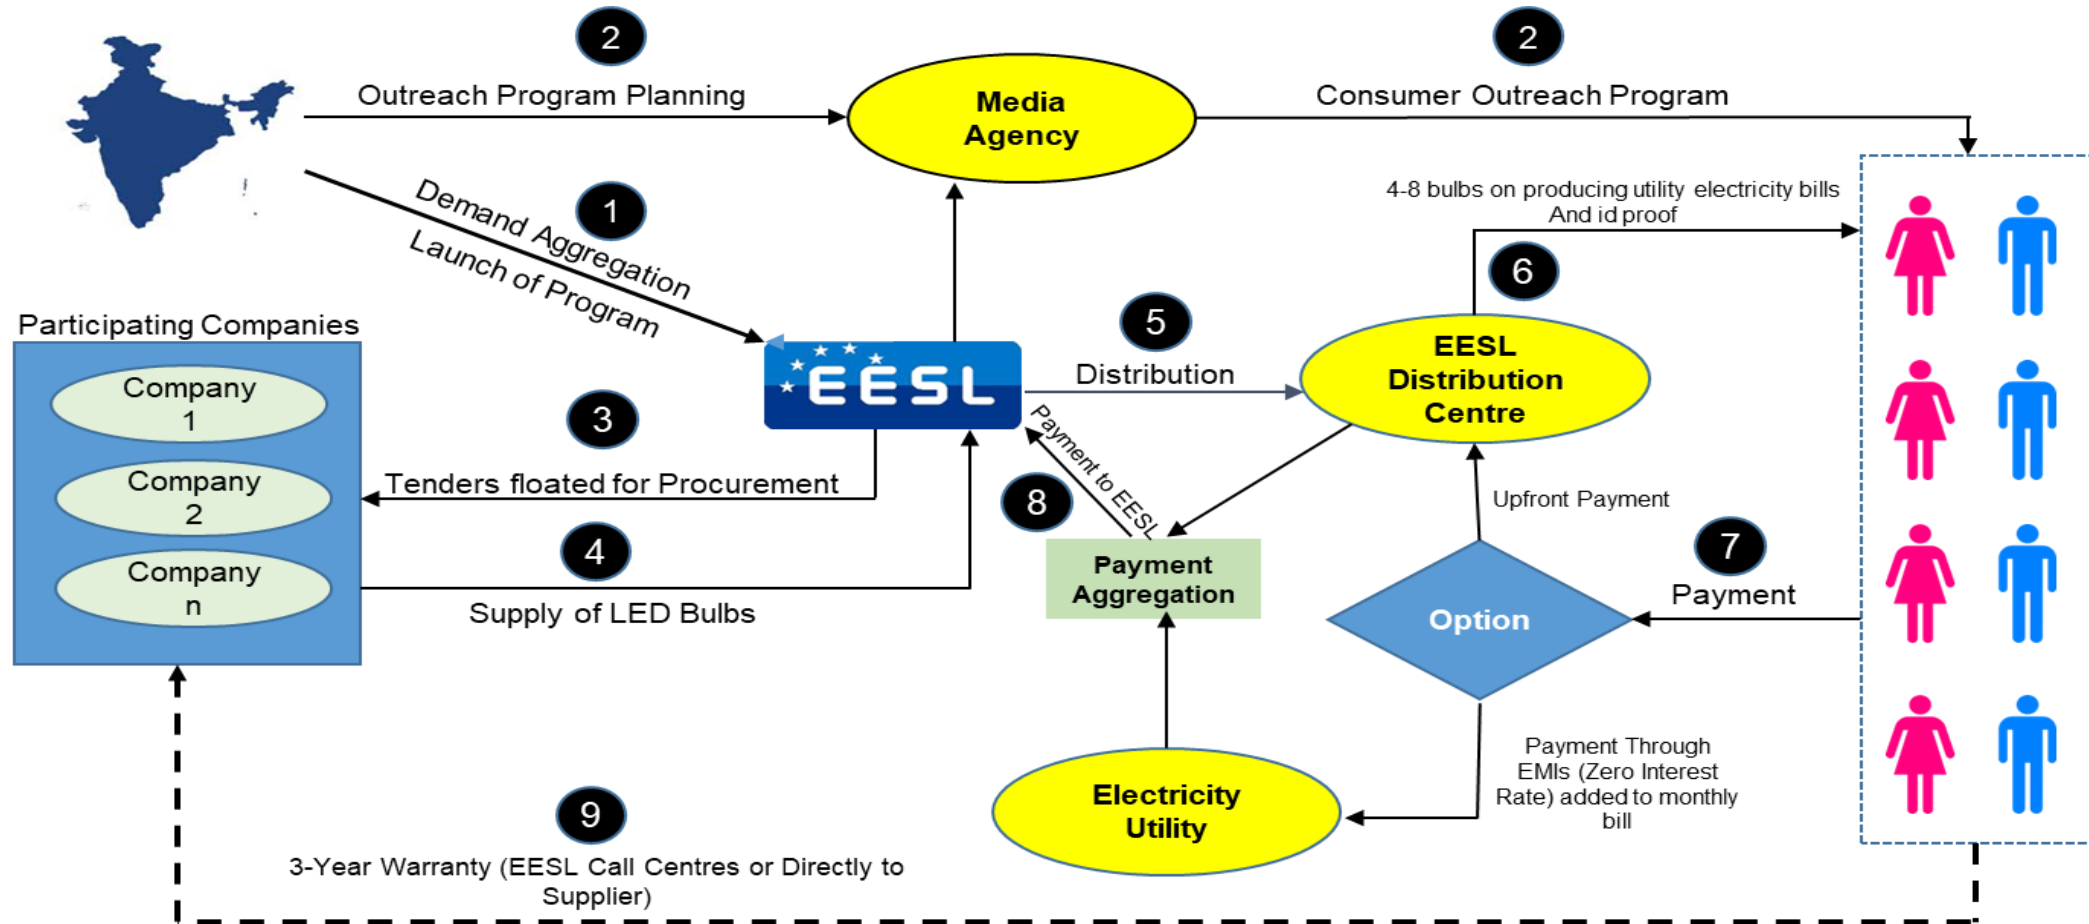 2
2
Outreach Program Planning
Media
Agency
Consumer Outreach Program
1
Demand Aggregation
Launch of Program
4-8 bulbs on producing utility electricity bills
And id proof
6
Participating Companies
Company
1
Company
2
Company
n
EESL
5
Distribution
EESL
Distribution
Centre
3
Tenders floated for Procurement
4
Supply of LED Bulbs
8
Payment to EESL
Payment
Aggregation
Upfront Payment
7
Payment
Option
Electricity
Utility
Payment Through
EMIs (Zero Interest
Rate) added to monthly
bill
9
3-Year Warranty (EESL Call Centres or Directly to
Supplier)